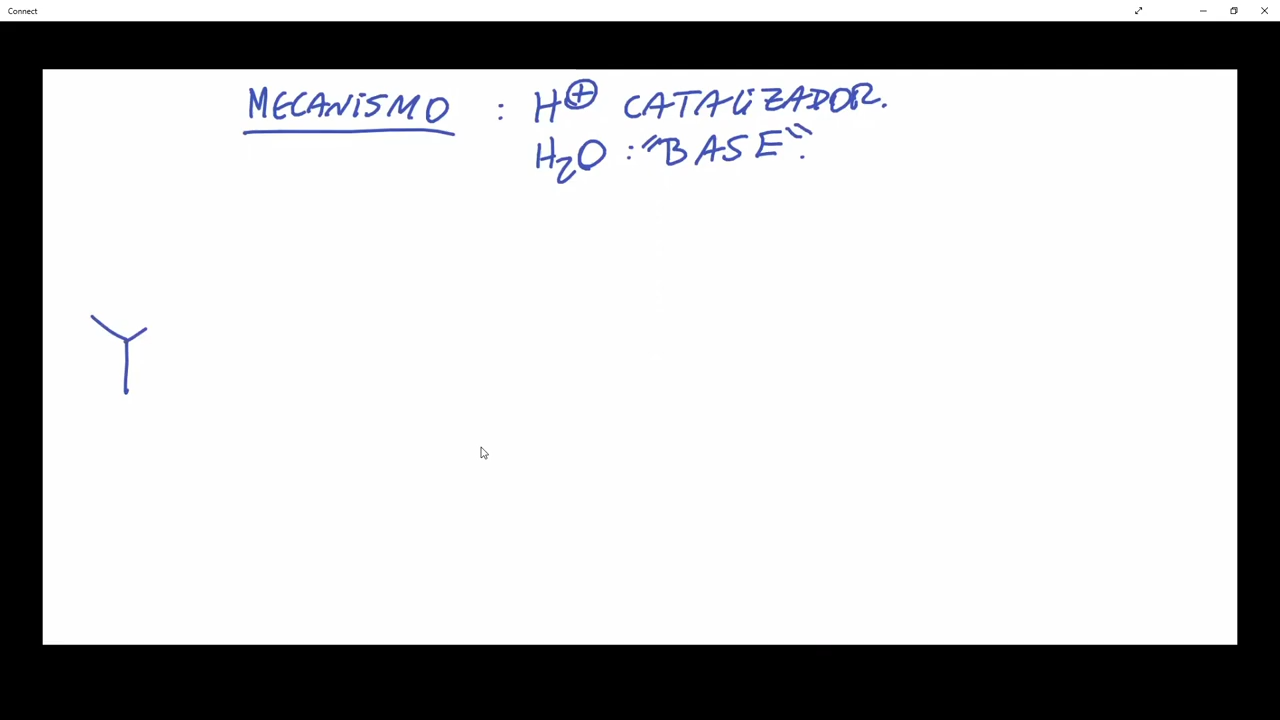 Connect
MECANISMO : H⊕ CATALIZADOR.
H₂O : "BASE".